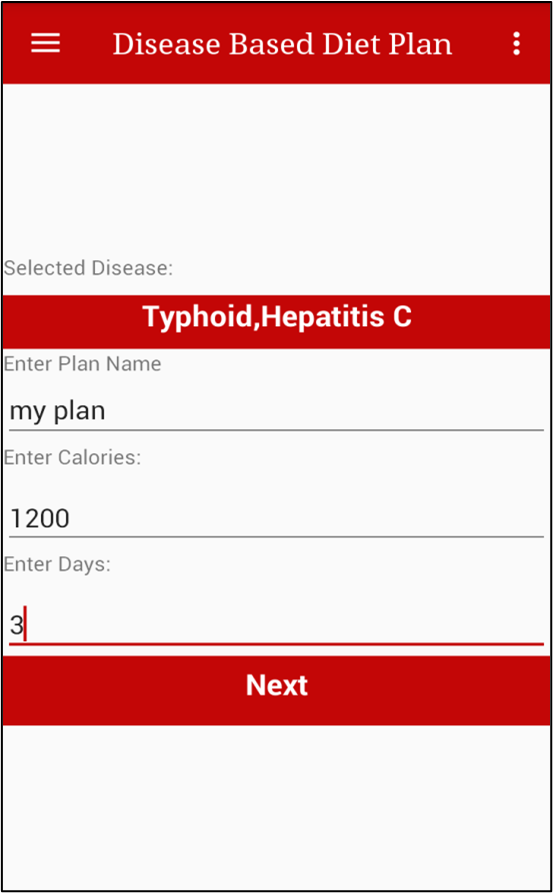 Disease Based Diet Plan
Selected Disease:
Typhoid,Hepatitis C
Enter Plan Name
my plan
Enter Calories:
1200
Enter Days:
3
Next